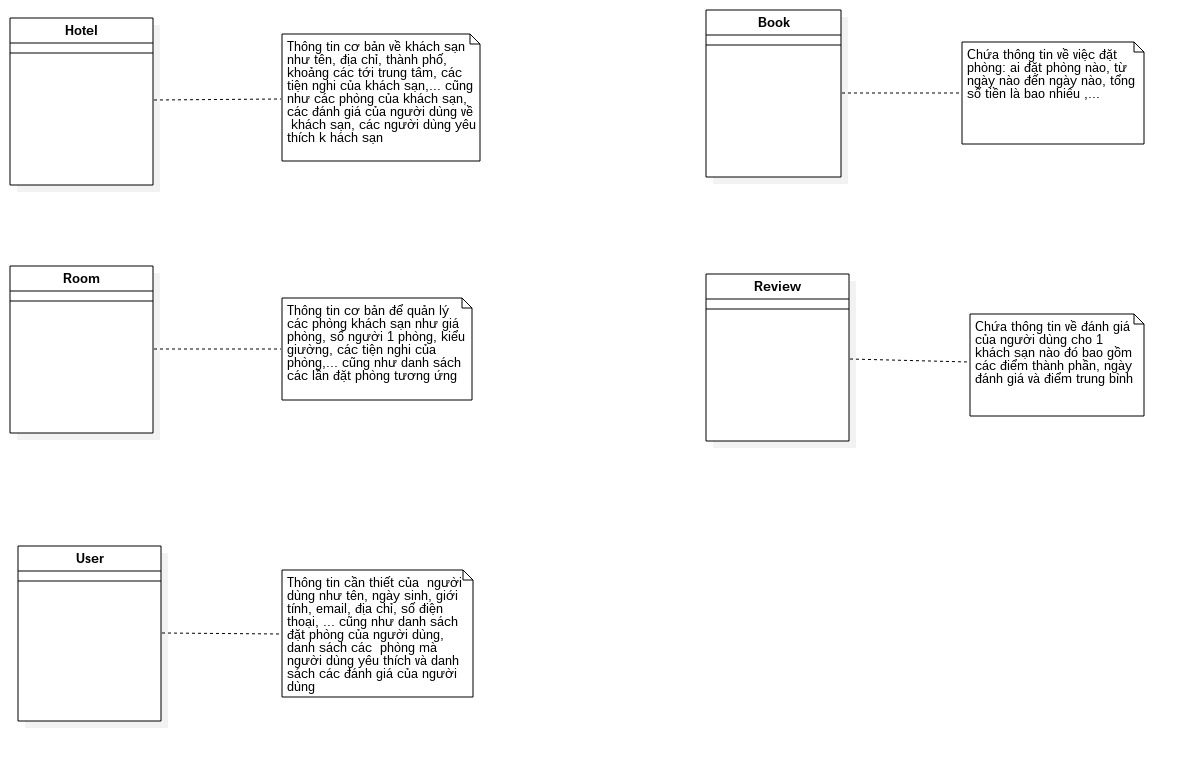 Hotel
Thông tin cơ bản về khách sạn
như tên, địa chỉ, thành phố,
khoảng các tới trung tâm, các
tiện nghi của khách sạn,... cũng
như các phòng của khách sạn,
các đánh giá của người dùng về
khách sạn, các người dùng yêu
thích k hách sạn
Book
Chứa thông tin về việc đặt
phòng: ai đặt phòng nào, từ
ngày nào đến ngày nào, tổng
số tiền là bao nhiêu ,...
Room
Thông tin cơ bản để quản lý
các phòng khách sạn như giá
phòng, số người 1 phòng, kiểu
giường, các tiện nghi của
phòng,... cũng như danh sách
các lần đặt phòng tương ứng
Review
Chứa thông tin về đánh giá
của người dùng cho 1
khách sạn nào đó bao gồm
các điểm thành phần, ngày
đánh giá và điểm trung bình
User
Thông tin cần thiết của  người
dùng như tên, ngày sinh, giới
tính, email, địa chỉ, số điện
thoại, ... cũng như danh sách
đặt phòng của người dùng,
danh sách các  phòng mà
người dùng yêu thích và danh
sách các đánh giá của người
dùng